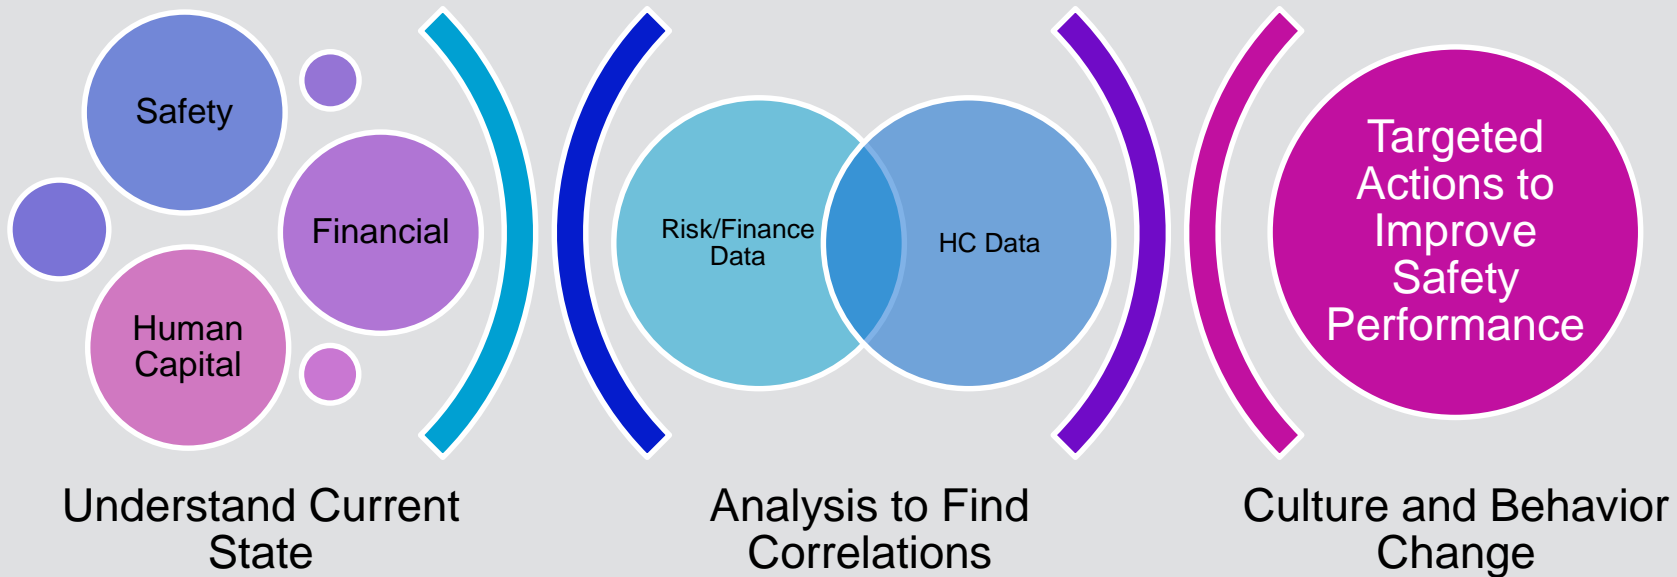 Safety
Financial
Human
Capital
Understand Current
State
Risk/Finance
Data
HC Data
Analysis to Find
Correlations
Targeted
Actions to
Improve
Safety
Performance
Culture and Behavior
Change